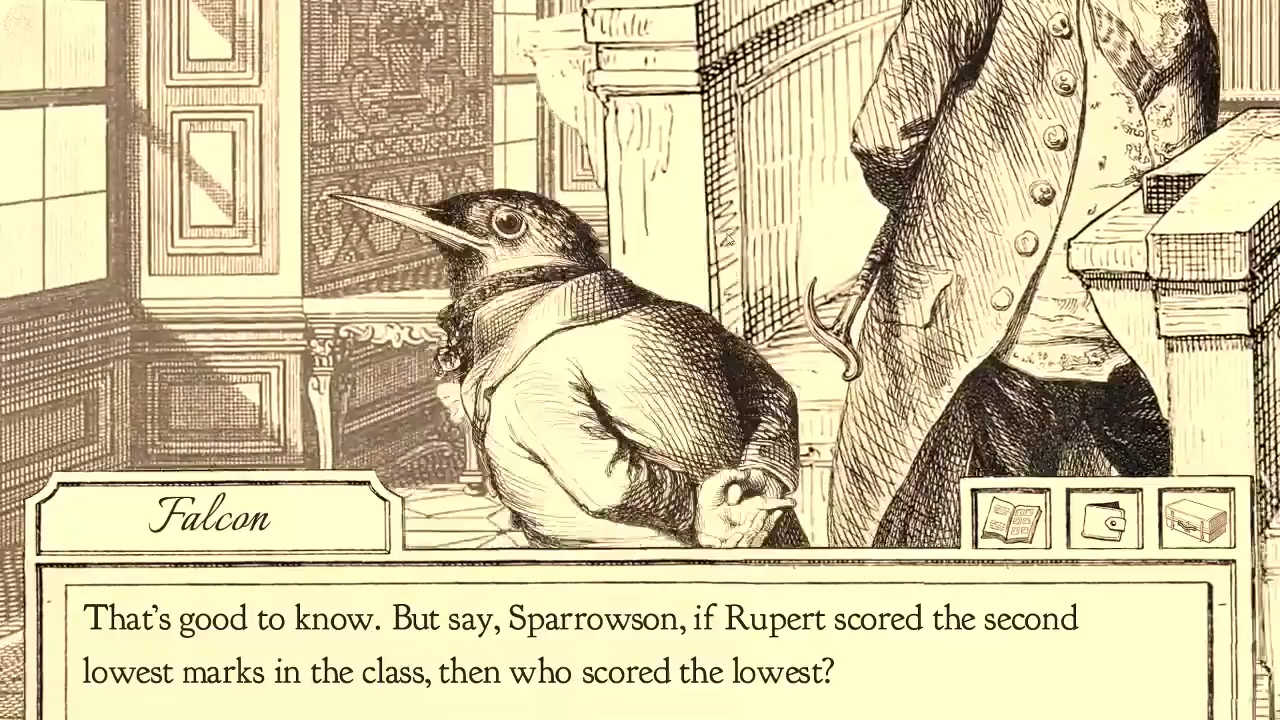 Falcon
That's good to know. But say, Sparrowson, if Rupert scored the second
lowest marks in the class, then who scored the lowest?